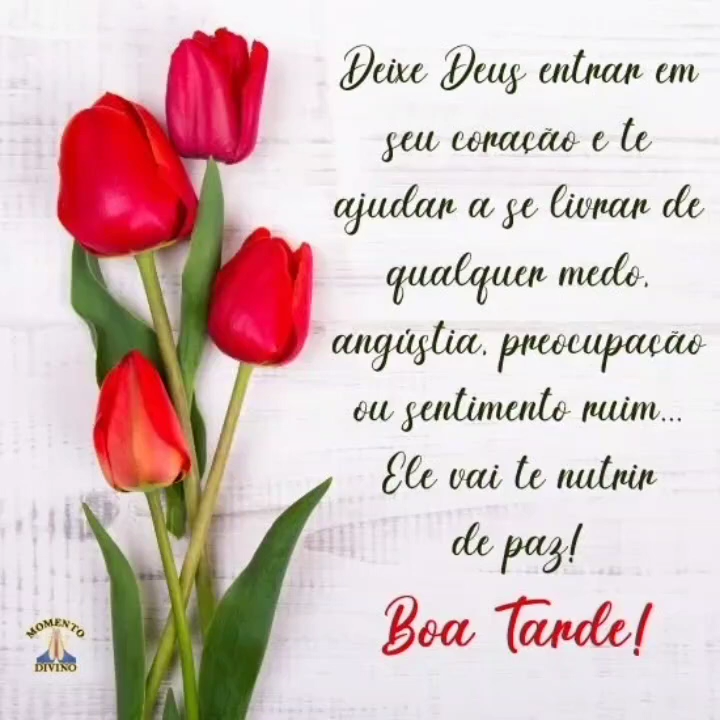 Deixe Deus entrar em
seu coração e te
ajudar a se livrar de
qualquer medo,
angústia, preocupação
ou sentimento ruim...
Ele vai te nutrir
de paz!
Boa Tarde!
MOMENTO
DIVINO